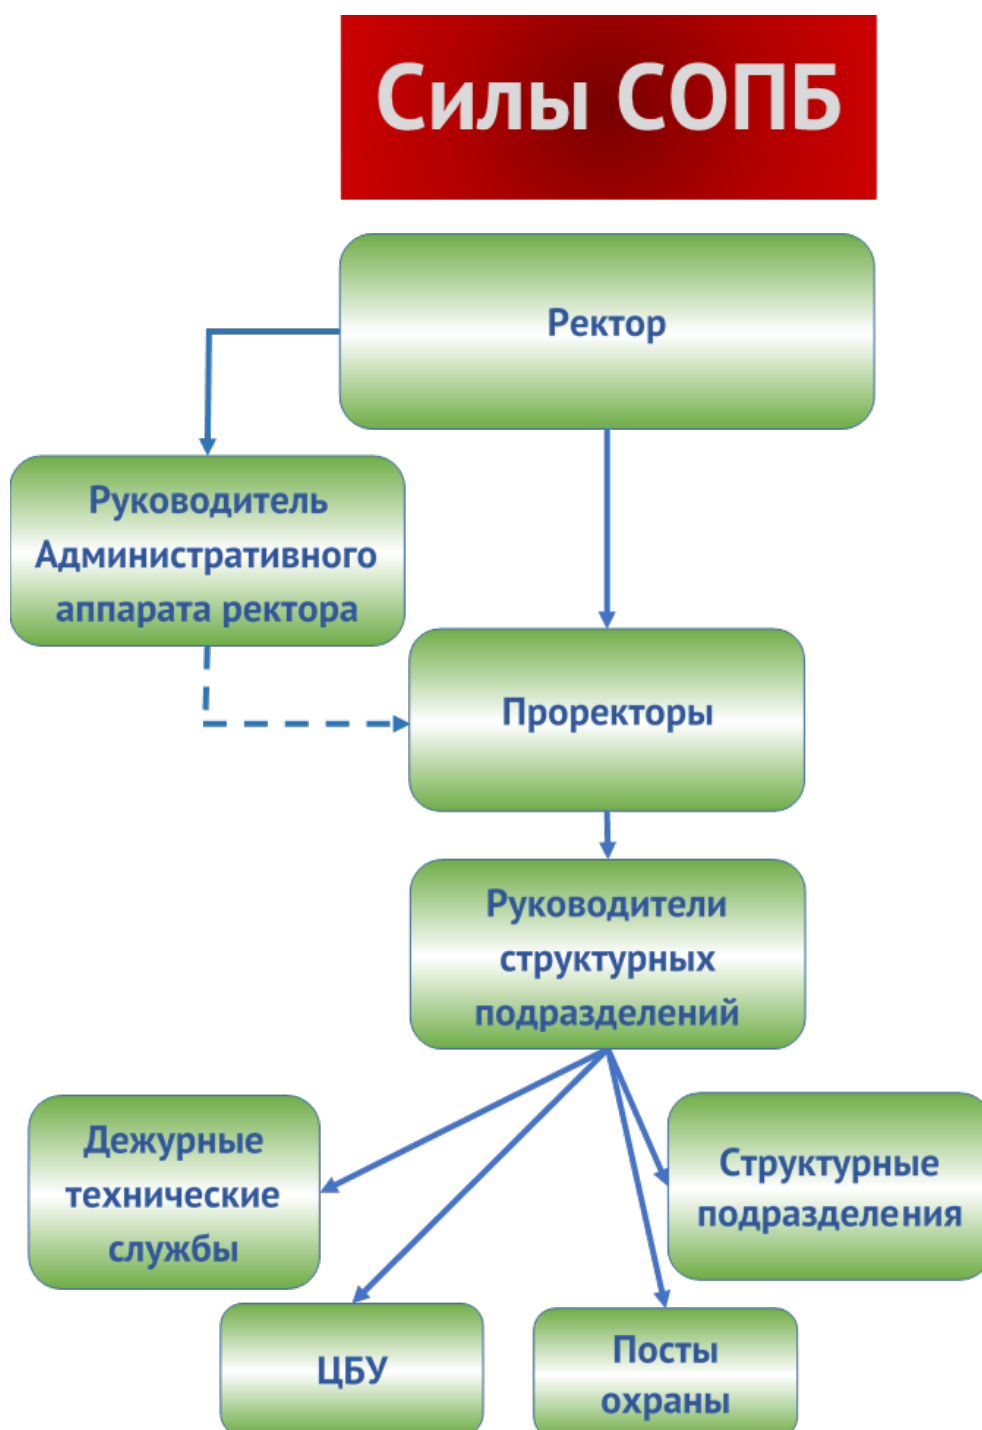 Силы СОПБ
Ректор
Руководитель
Административного
аппарата ректора
Проректоры
Руководители
структурных
подразделений
Дежурные
технические
службы
Структурные
подразделения
ЦБУ
Посты
охраны